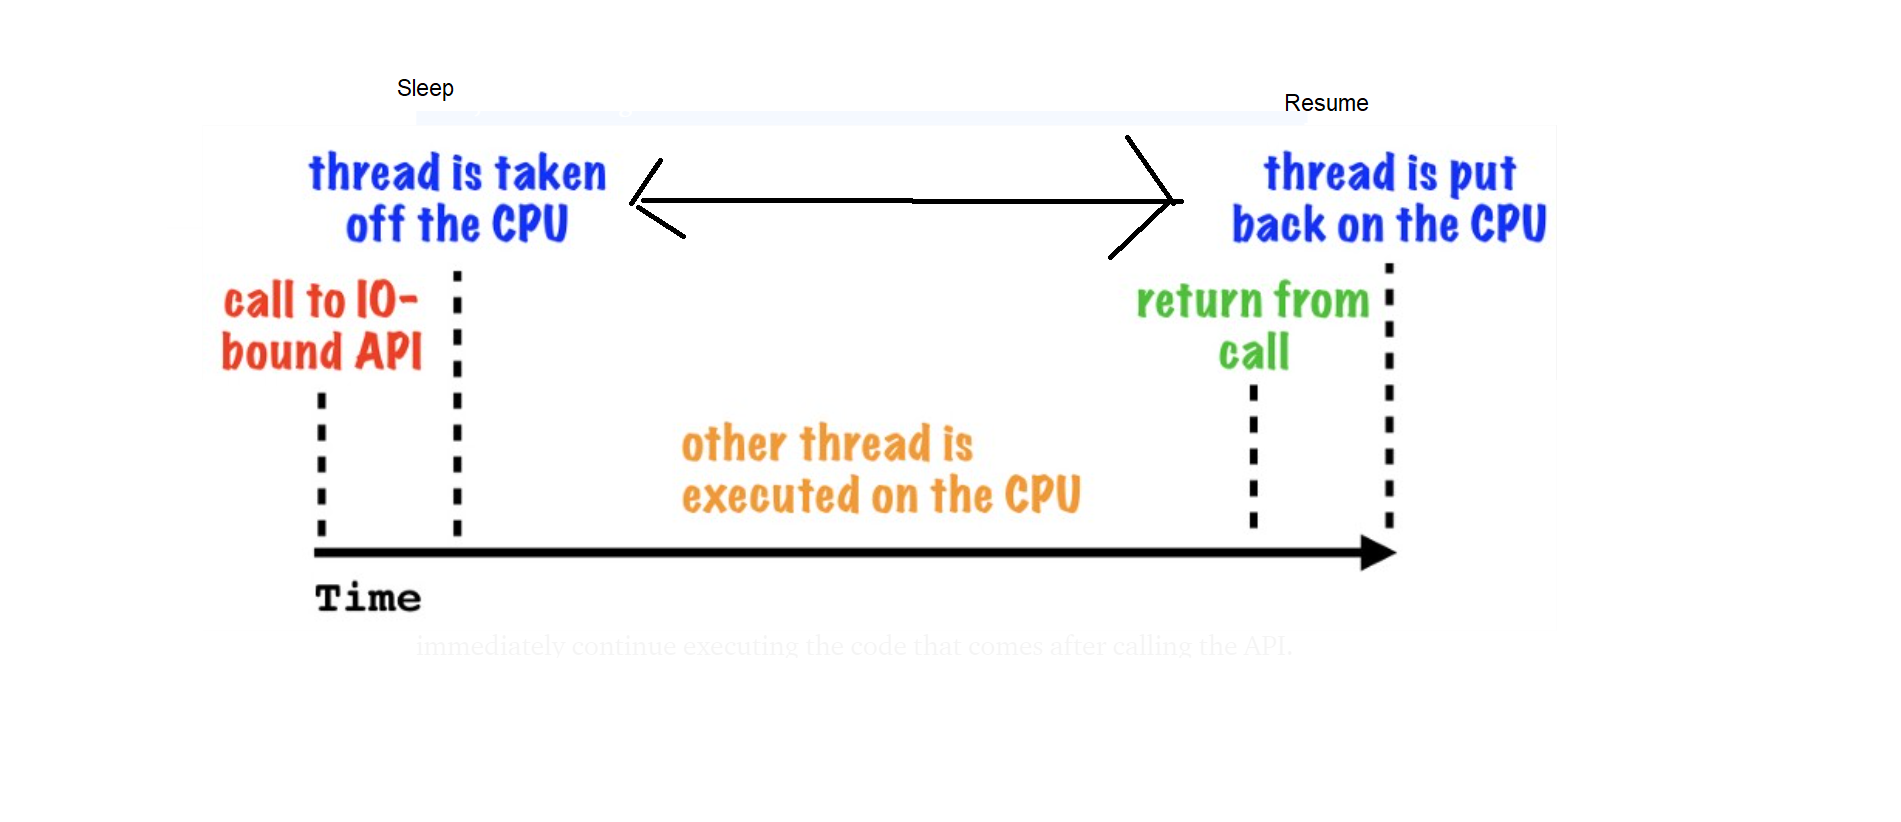 Sleep
Resume
thread is taken
off the CPU
thread is put
back on the CPU
call to IO-
bound API
return from
call
other thread is
executed on the CPU
Time
immediately continue executing the code that comes after calling the API.